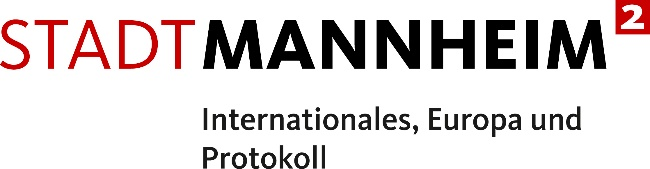 STADTMANNHEIM²
Internationales, Europa und
Protokoll